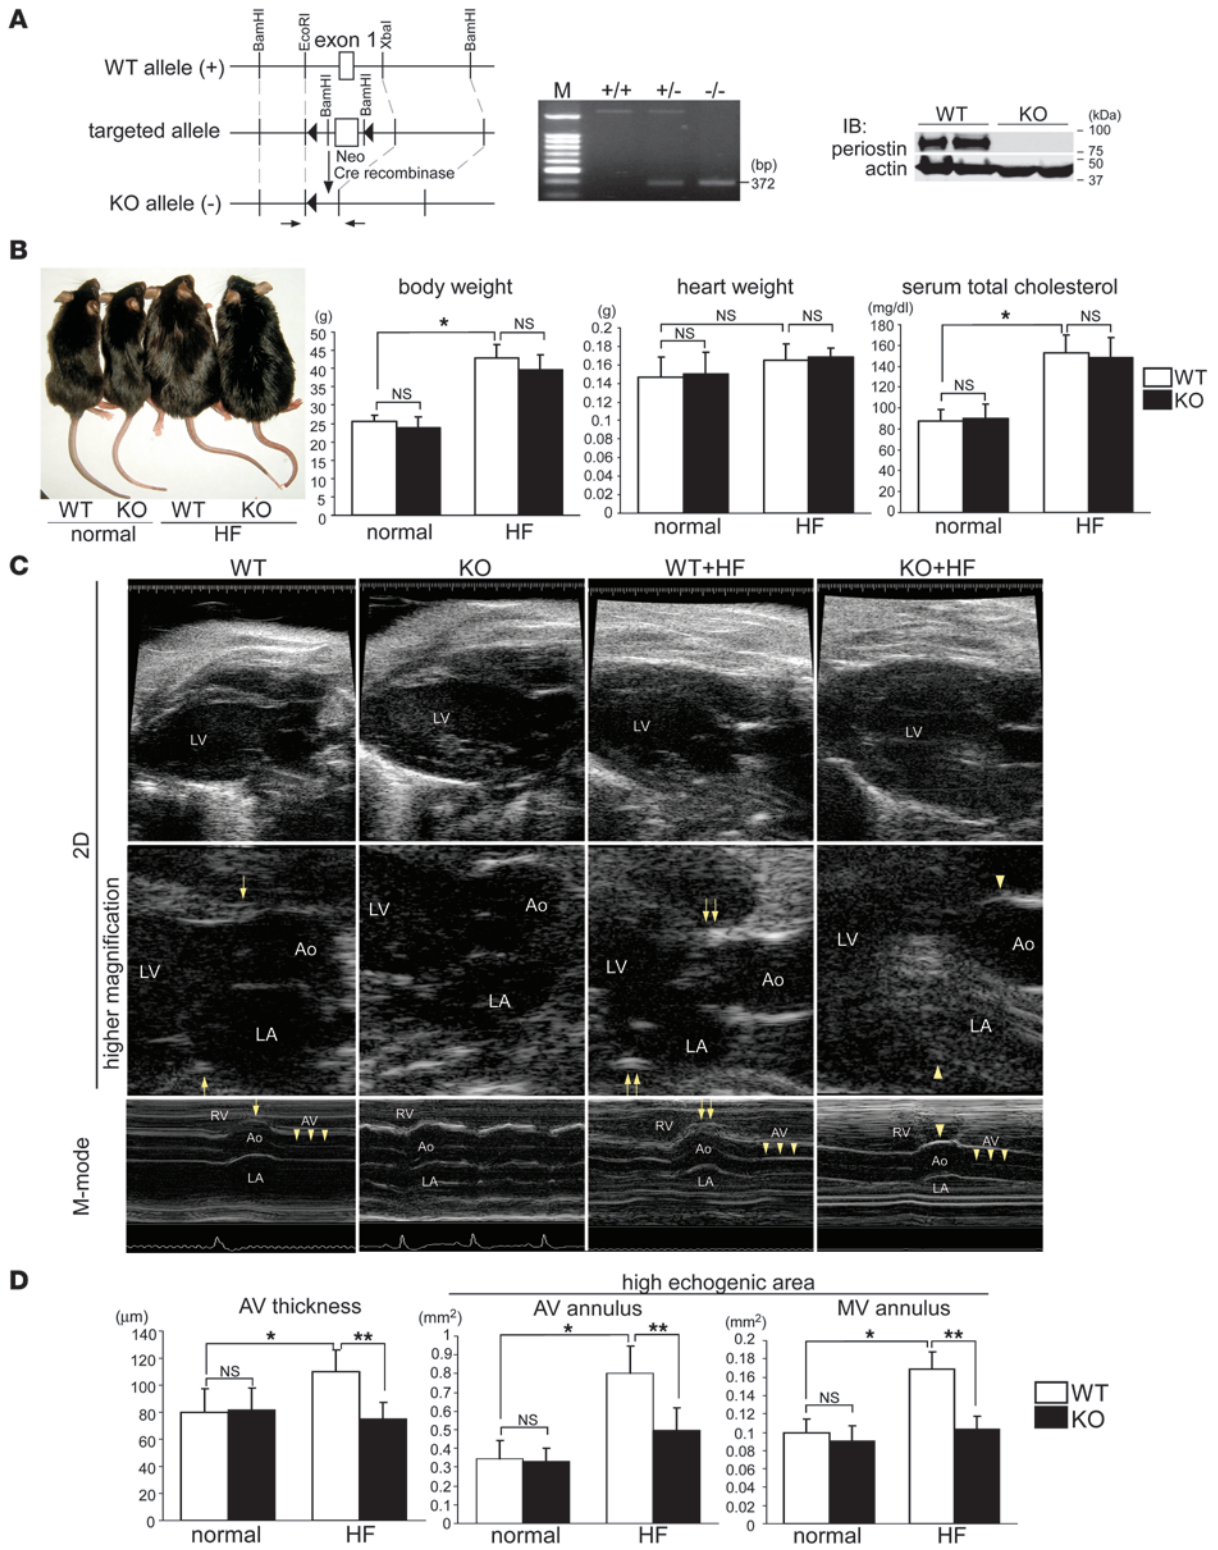 A
BamHI
EcoRI
exon 1
XbaI
BamHI
WT allele (+)
BamHI
BamHI
targeted allele
Neo
Cre recombinase
KO allele (-)
M +/+ +/- -/-
(bp)
372
WT KO (kDa)
IB:
periostin
actin
100
75
50
37
B
WT KO WT KO
normal HF
body weight
(g)
50
45
40
35
30
25
20
15
10
5
0
* NS
NS
normal HF
heart weight
(g)
0.2
0.18
0.16
0.14
0.12
0.1
0.08
0.06
0.04
0.02
0
NS NS
NS
normal HF
serum total cholesterol
(mg/dl)
180
160
140
120
100
80
60
40
20
0
* NS
NS
normal HF
WT
KO
C
WT KO WT+HF KO+HF
2D
LV LV LV LV
higher magnification
LV Ao LA
LV Ao LA
LV Ao LA
LV Ao LA
M-mode
RV AV Ao LA
RV Ao LA
RV AV Ao LA
RV AV Ao LA
D
high echogenic area
AV thickness
(μm)
140
120
100
80
60
40
20
0
* **
NS
normal HF
AV annulus
(mm²)
1
0.9
0.8
0.7
0.6
0.5
0.4
0.3
0.2
0.1
0
* **
NS
normal HF
MV annulus
(mm²)
0.2
0.18
0.16
0.14
0.12
0.1
0.08
0.06
0.04
0.02
0
* **
NS
normal HF
WT
KO